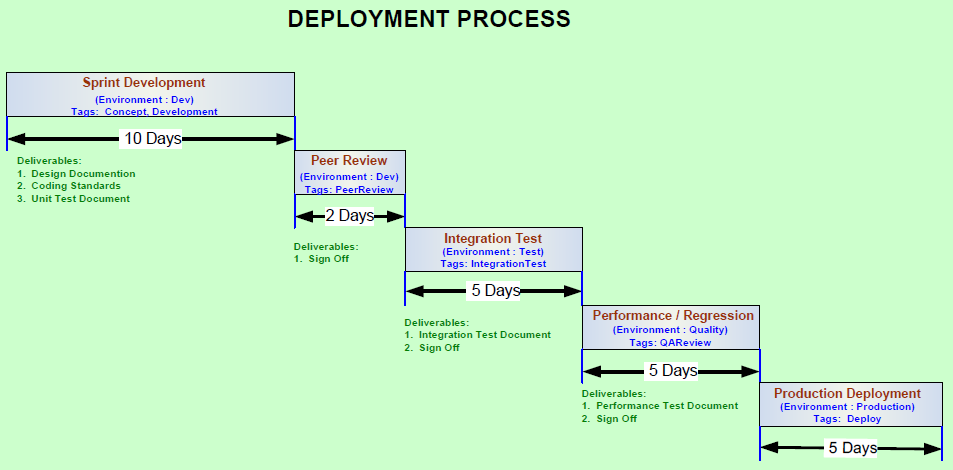 DEPLOYMENT PROCESS
Sprint Development
(Environment : Dev)
Tags: Concept, Development
10 Days
Deliverables:
1. Design Documention
2. Coding Standards
3. Unit Test Document
Peer Review
(Environment : Dev)
Tags: PeerReview
2 Days
Deliverables:
1. Sign Off
Integration Test
(Environment : Test)
Tags: IntegrationTest
5 Days
Deliverables:
1. Integration Test Document
2. Sign Off
Performance / Regression
(Environment : Quality)
Tags: QAReview
5 Days
Deliverables:
1. Performance Test Document
2. Sign Off
Production Deployment
(Environment : Production)
Tags: Deploy
5 Days